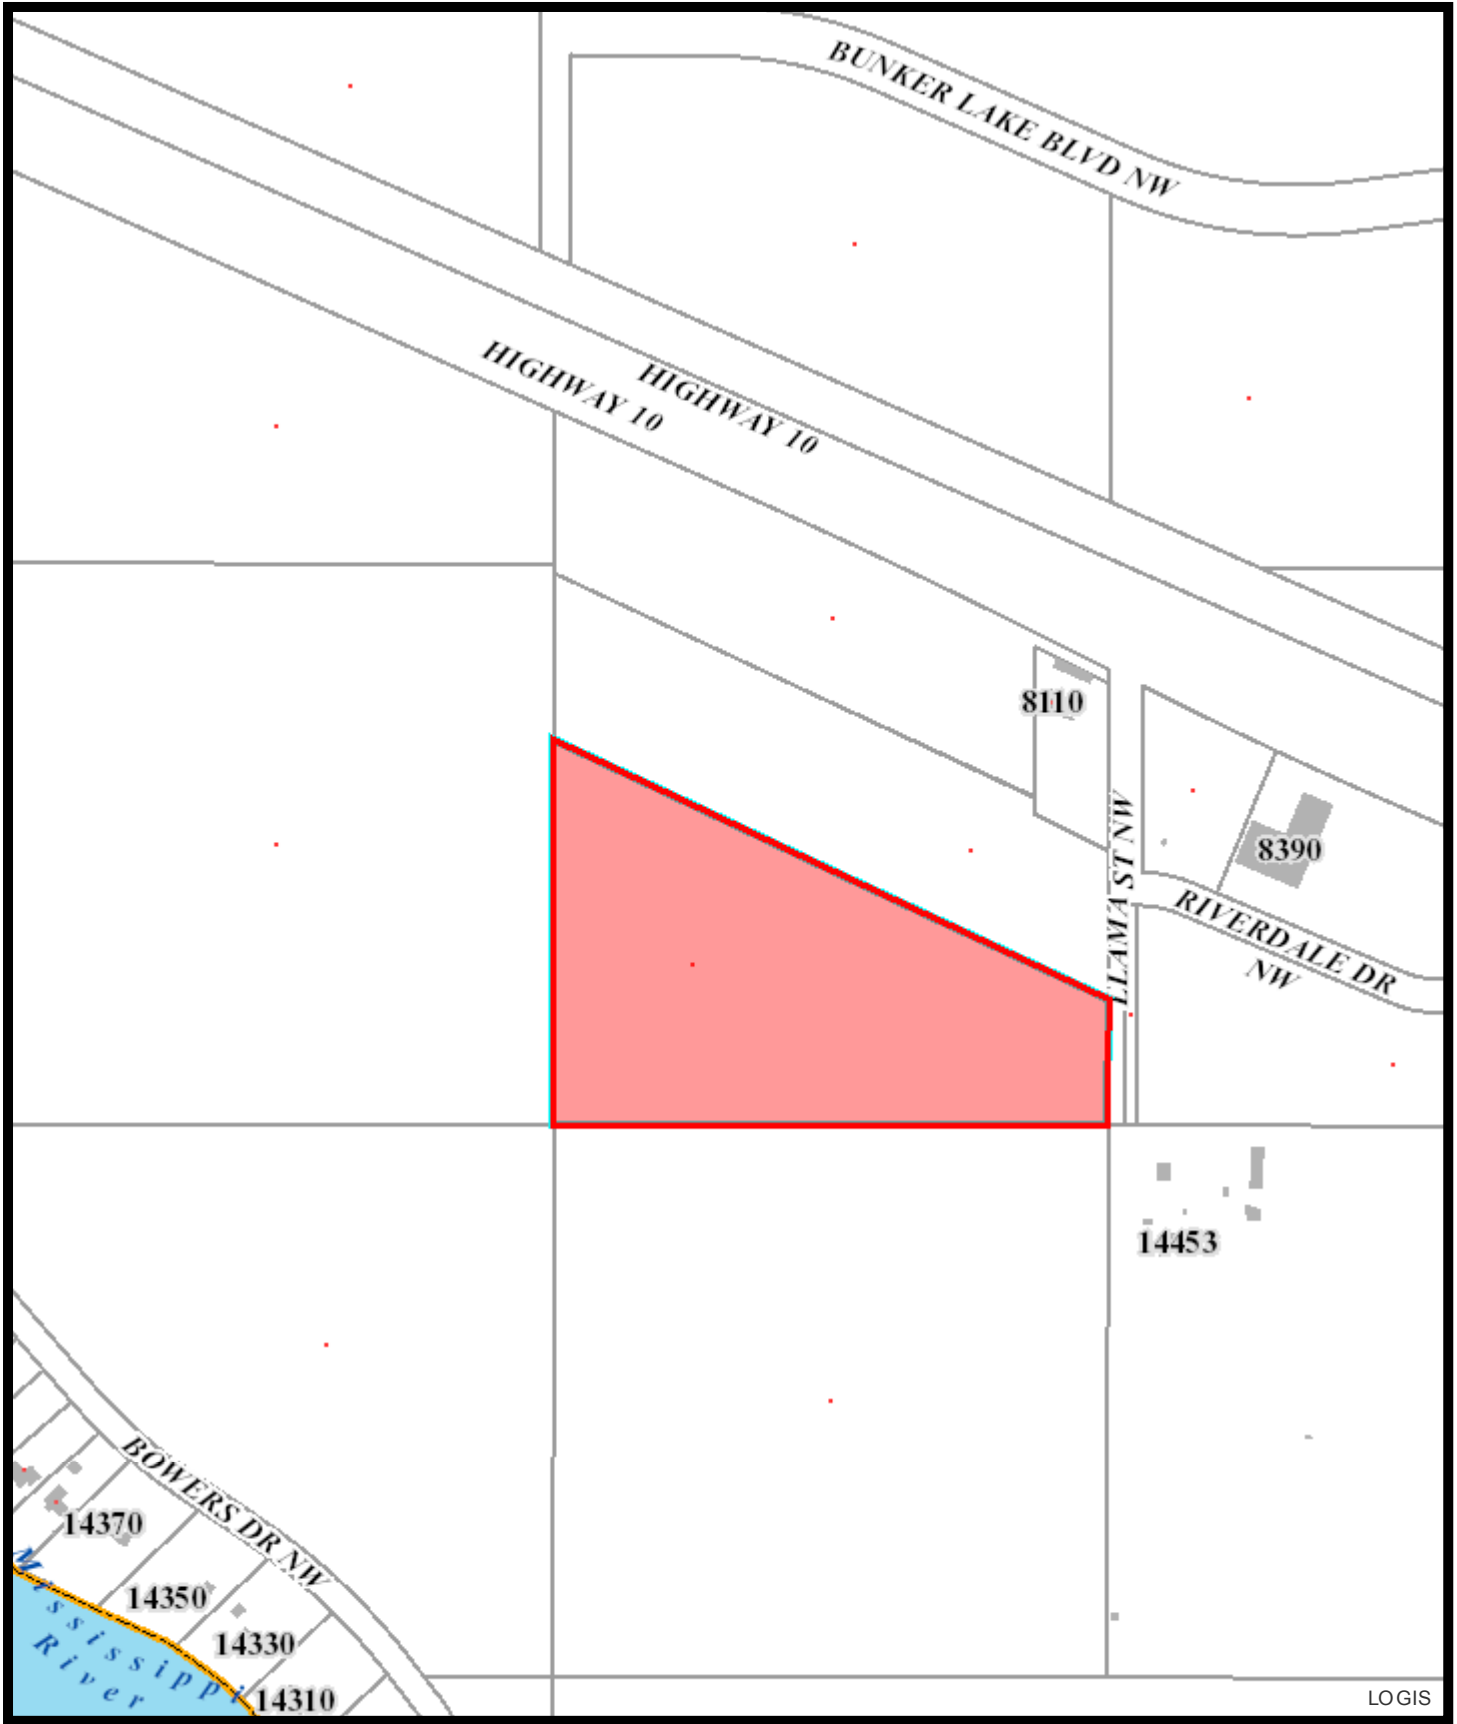 BUNKER LAKE BLVD NW
HIGHWAY 10
HIGHWAY 10
8110
LLAMA ST NW
8390
RIVERDALE DR
NW
14453
BOWERS DR NW
14370
14350
14330
14310
Mississippi
River
LOGIS